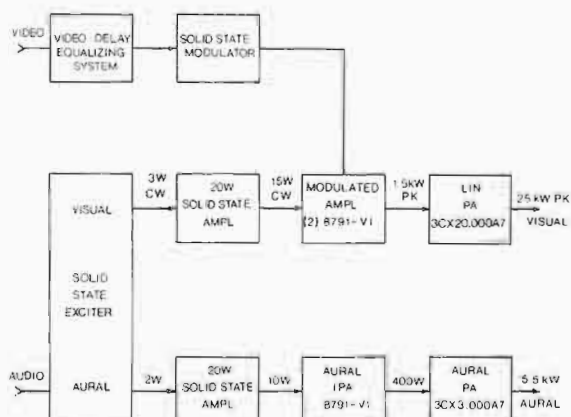 VIDEO
VIDEO DELAY
EQUALIZING
SYSTEM
SOLID STATE
MODULATOR
3W
CW
20W
SOLID STATE
AMPL
15W
CW
MODULATED
AMPL
(2) 8791-V1
1.5kW
PK
LIN
PA
3CX20,000A7
25 kW PK
VISUAL
VISUAL
SOLID
STATE
EXCITER
AURAL
AUDIO
2W
20W
SOLID STATE
AMPL
10W
AURAL
IPA
8791-V1
400W
AURAL
PA
3CX3,000A7
5.5 kW
AURAL